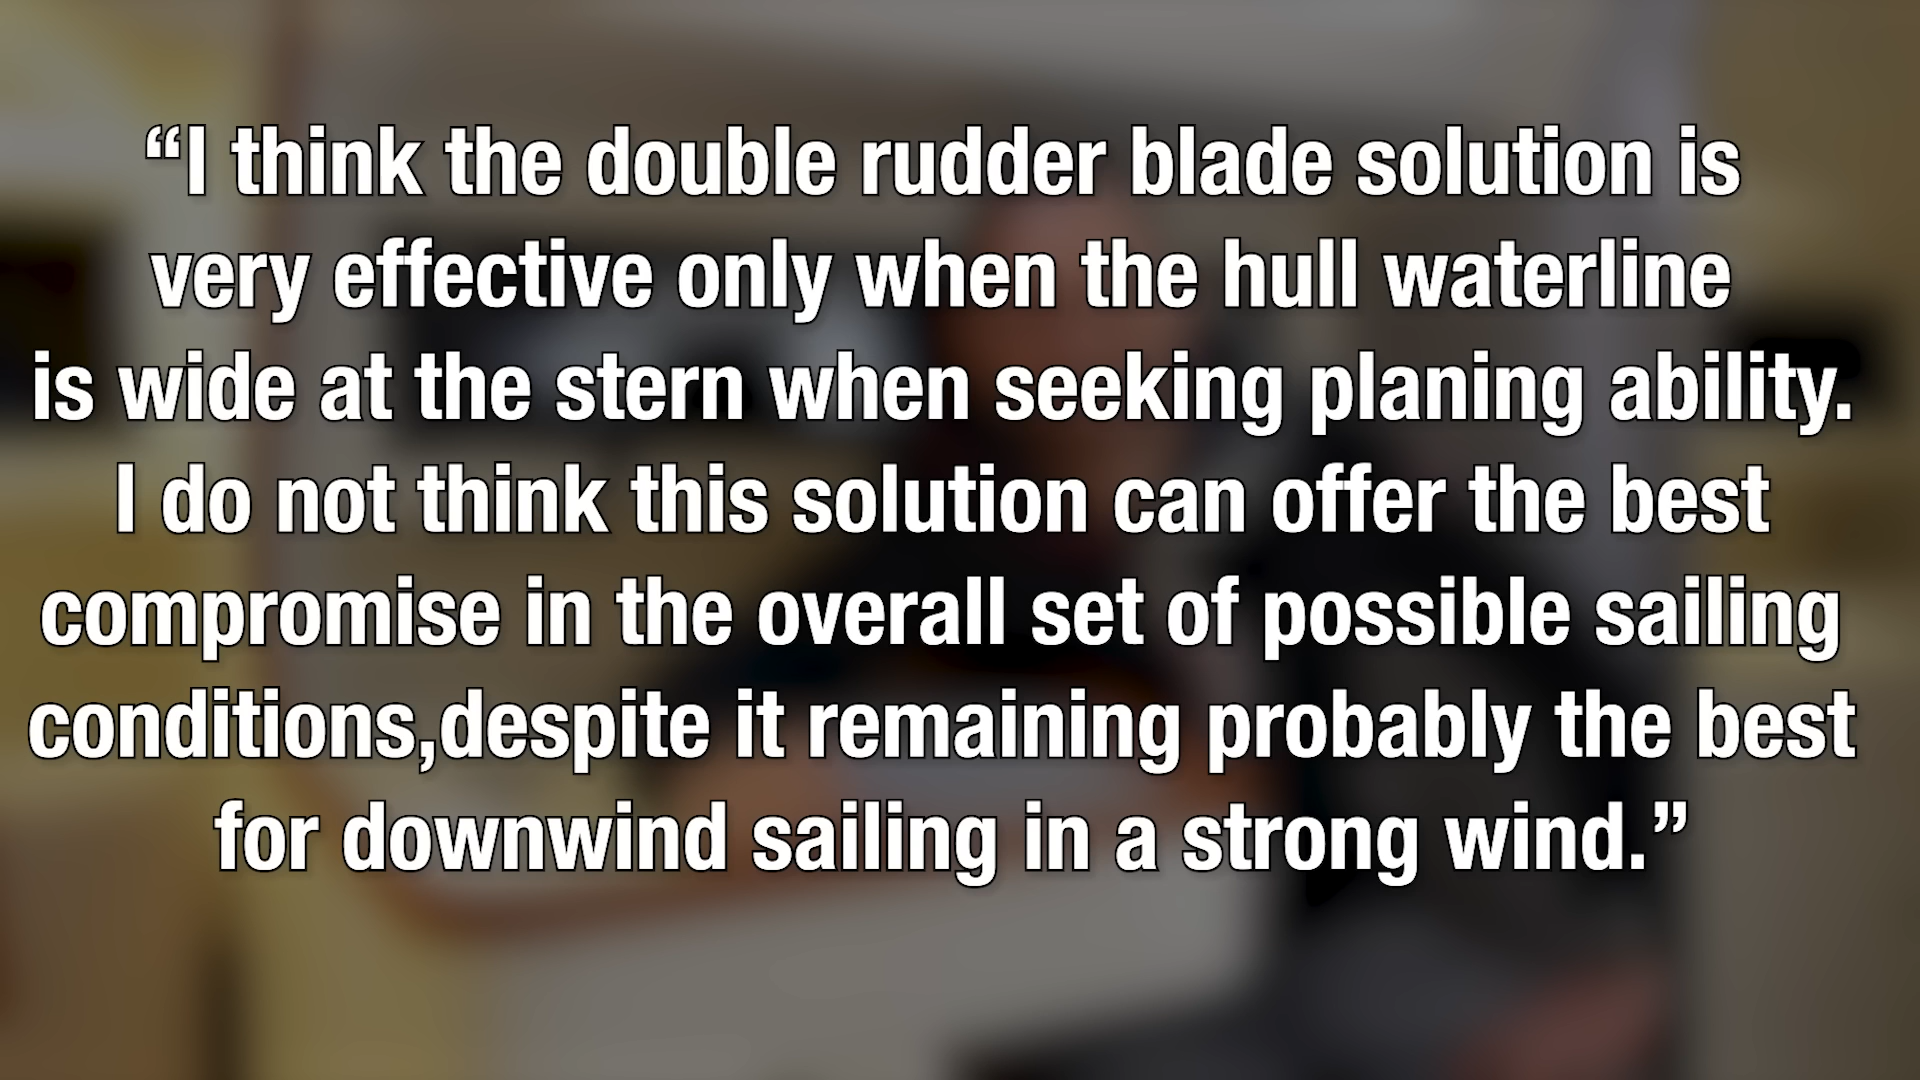 “I think the double rudder blade solution is
very effective only when the hull waterline
is wide at the stern when seeking planing ability.
I do not think this solution can offer the best
compromise in the overall set of possible sailing
conditions,despite it remaining probably the best
for downwind sailing in a strong wind.”